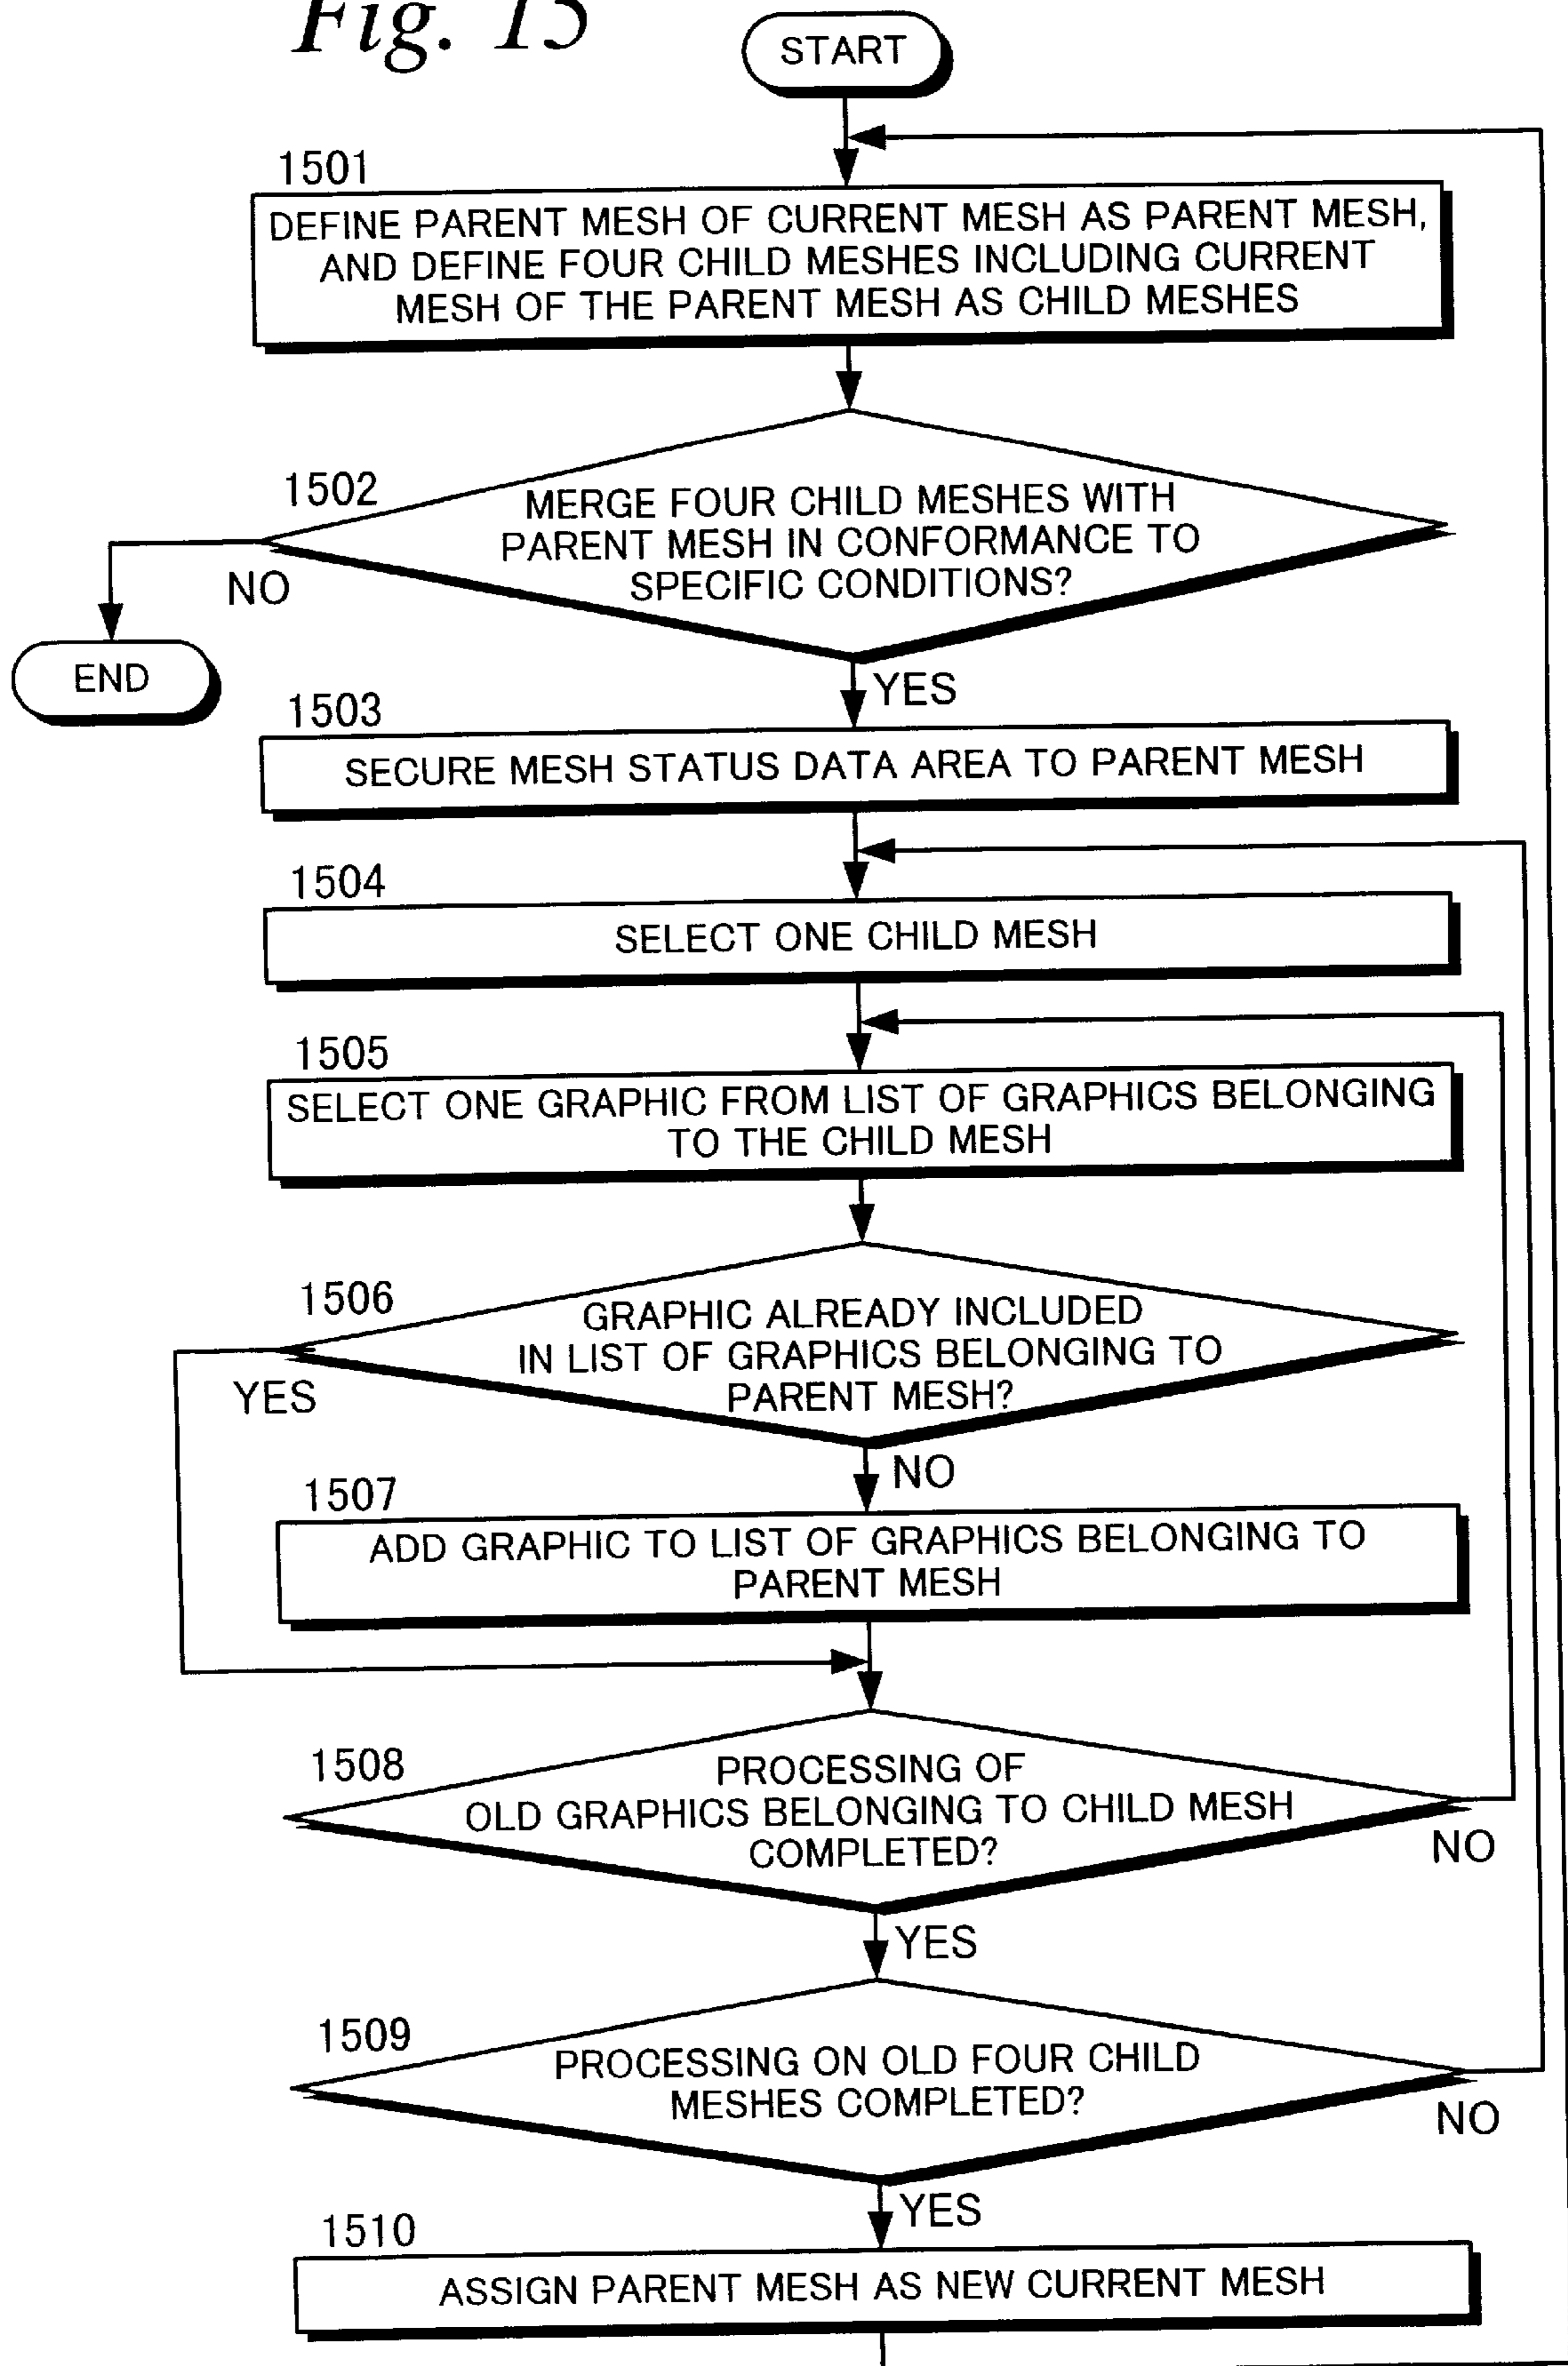 Fig. 15
START
1501
DEFINE PARENT MESH OF CURRENT MESH AS PARENT MESH,
AND DEFINE FOUR CHILD MESHES INCLUDING CURRENT
MESH OF THE PARENT MESH AS CHILD MESHES
1502
MERGE FOUR CHILD MESHES WITH
PARENT MESH IN CONFORMANCE TO
SPECIFIC CONDITIONS?
NO
END
YES
1503
SECURE MESH STATUS DATA AREA TO PARENT MESH
1504
SELECT ONE CHILD MESH
1505
SELECT ONE GRAPHIC FROM LIST OF GRAPHICS BELONGING
TO THE CHILD MESH
1506
GRAPHIC ALREADY INCLUDED
IN LIST OF GRAPHICS BELONGING TO
PARENT MESH?
YES
NO
1507
ADD GRAPHIC TO LIST OF GRAPHICS BELONGING TO
PARENT MESH
1508
PROCESSING OF
OLD GRAPHICS BELONGING TO CHILD MESH
COMPLETED?
NO
YES
1509
PROCESSING ON OLD FOUR CHILD
MESHES COMPLETED?
NO
YES
1510
ASSIGN PARENT MESH AS NEW CURRENT MESH